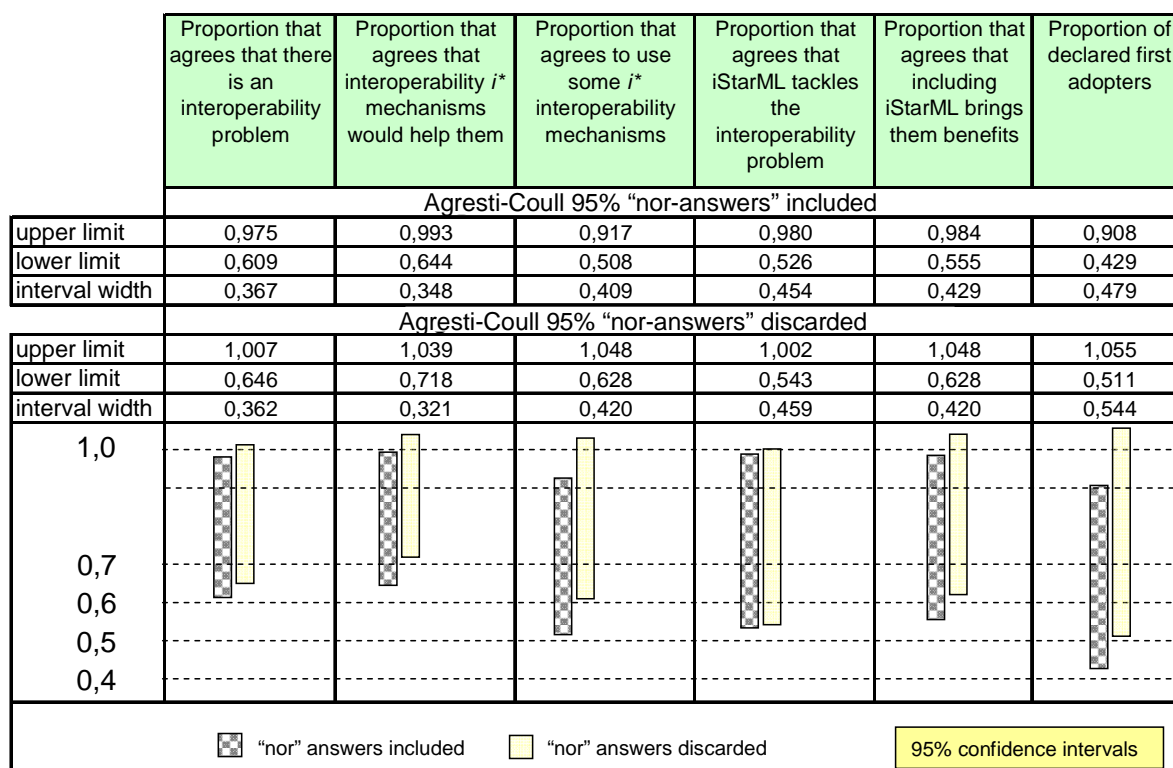 Proportion that agrees that there is an interoperability problem
Proportion that agrees that interoperability i* mechanisms would help them
Proportion that agrees to use some i* interoperability mechanisms
Proportion that agrees that iStarML tackles the interoperability problem
Proportion that agrees that including iStarML brings them benefits
Proportion of declared first adopters
Agresti-Coull 95% “nor-answers” included
upper limit 0,975 0,993 0,917 0,980 0,984 0,908
lower limit 0,609 0,644 0,508 0,526 0,555 0,429
interval width 0,367 0,348 0,409 0,454 0,429 0,479
Agresti-Coull 95% “nor-answers” discarded
upper limit 1,007 1,039 1,048 1,002 1,048 1,055
lower limit 0,646 0,718 0,628 0,543 0,628 0,511
interval width 0,362 0,321 0,420 0,459 0,420 0,544
1,0
0,7
0,6
0,5
0,4
“nor” answers included
“nor” answers discarded
95% confidence intervals